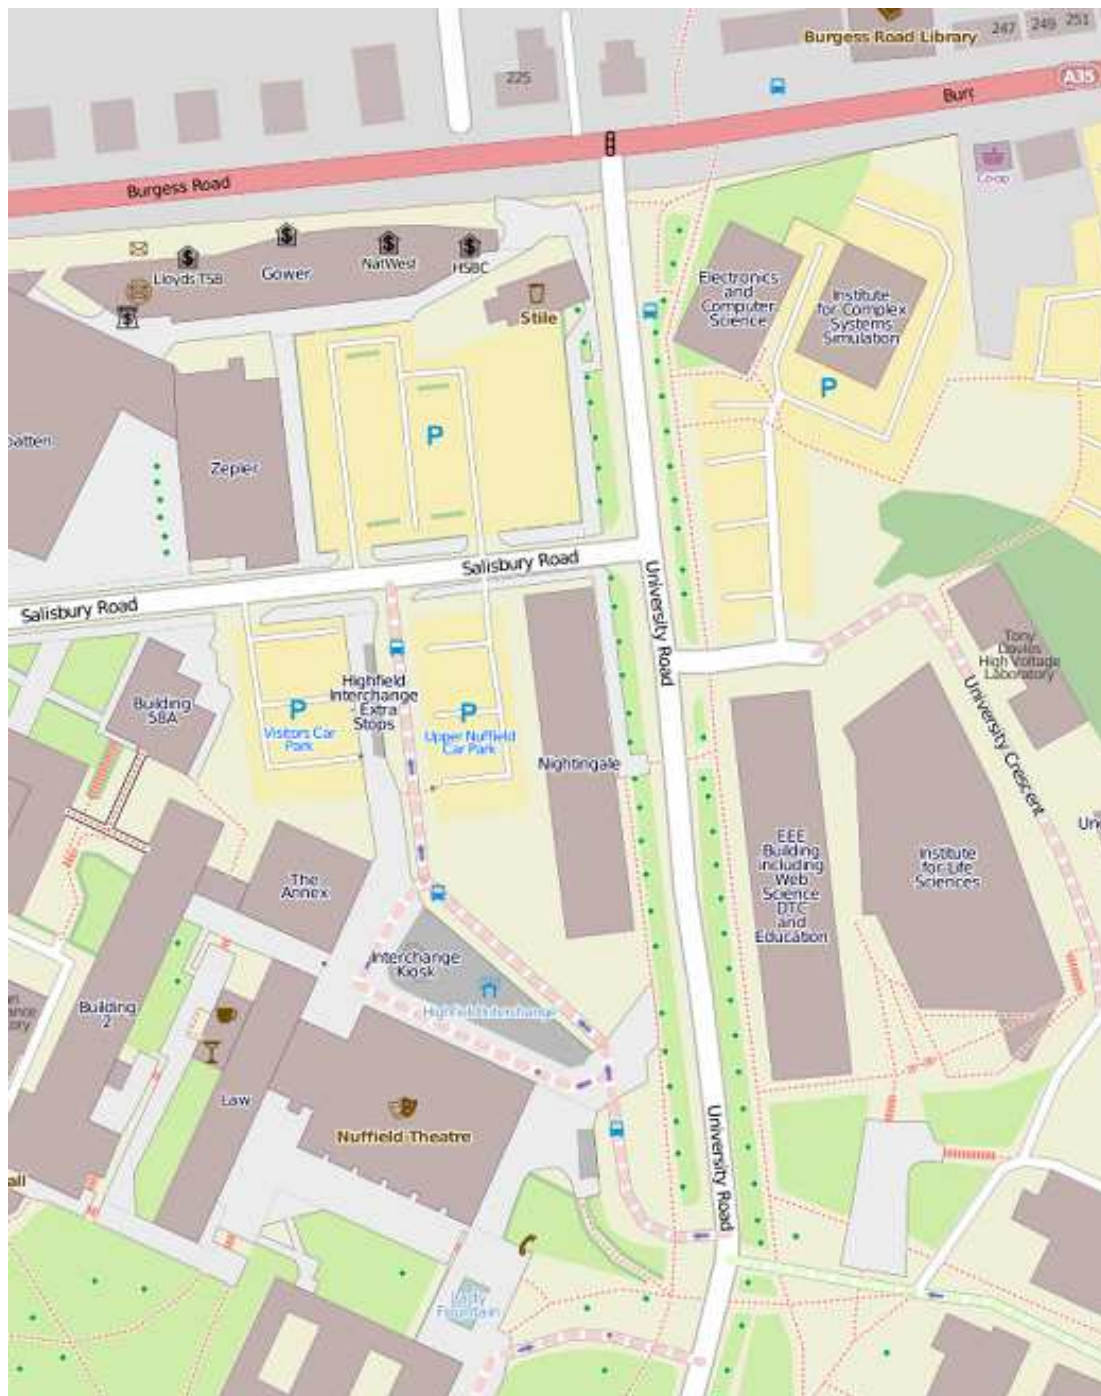 Burgess Road Library
247
249
251
225
A35
Burgess Road
Lloyds TSB
Gower
NatWest
HSBC
Stile
Electronics
and
Computer
Science
Institute
for Complex
Systems
Simulation
P
P
Zepler
Salisbury Road
Salisbury Road
University Road
Tony
Davies
High Voltage
Laboratory
Building
58A
Highfield
Interchange
- Extra
Stops
P
Visitors Car
Park
P
Upper Nuffield
Car Park
Nightingale
University Crescent
EEE
Building
including
Web
Science
DTC
and
Education
Institute
for Life
Sciences
The
Annex
Interchange
Kiosk
Highfield Interchange
Building
2
Law
Nuffield Theatre
University Road
Lady
Fountain